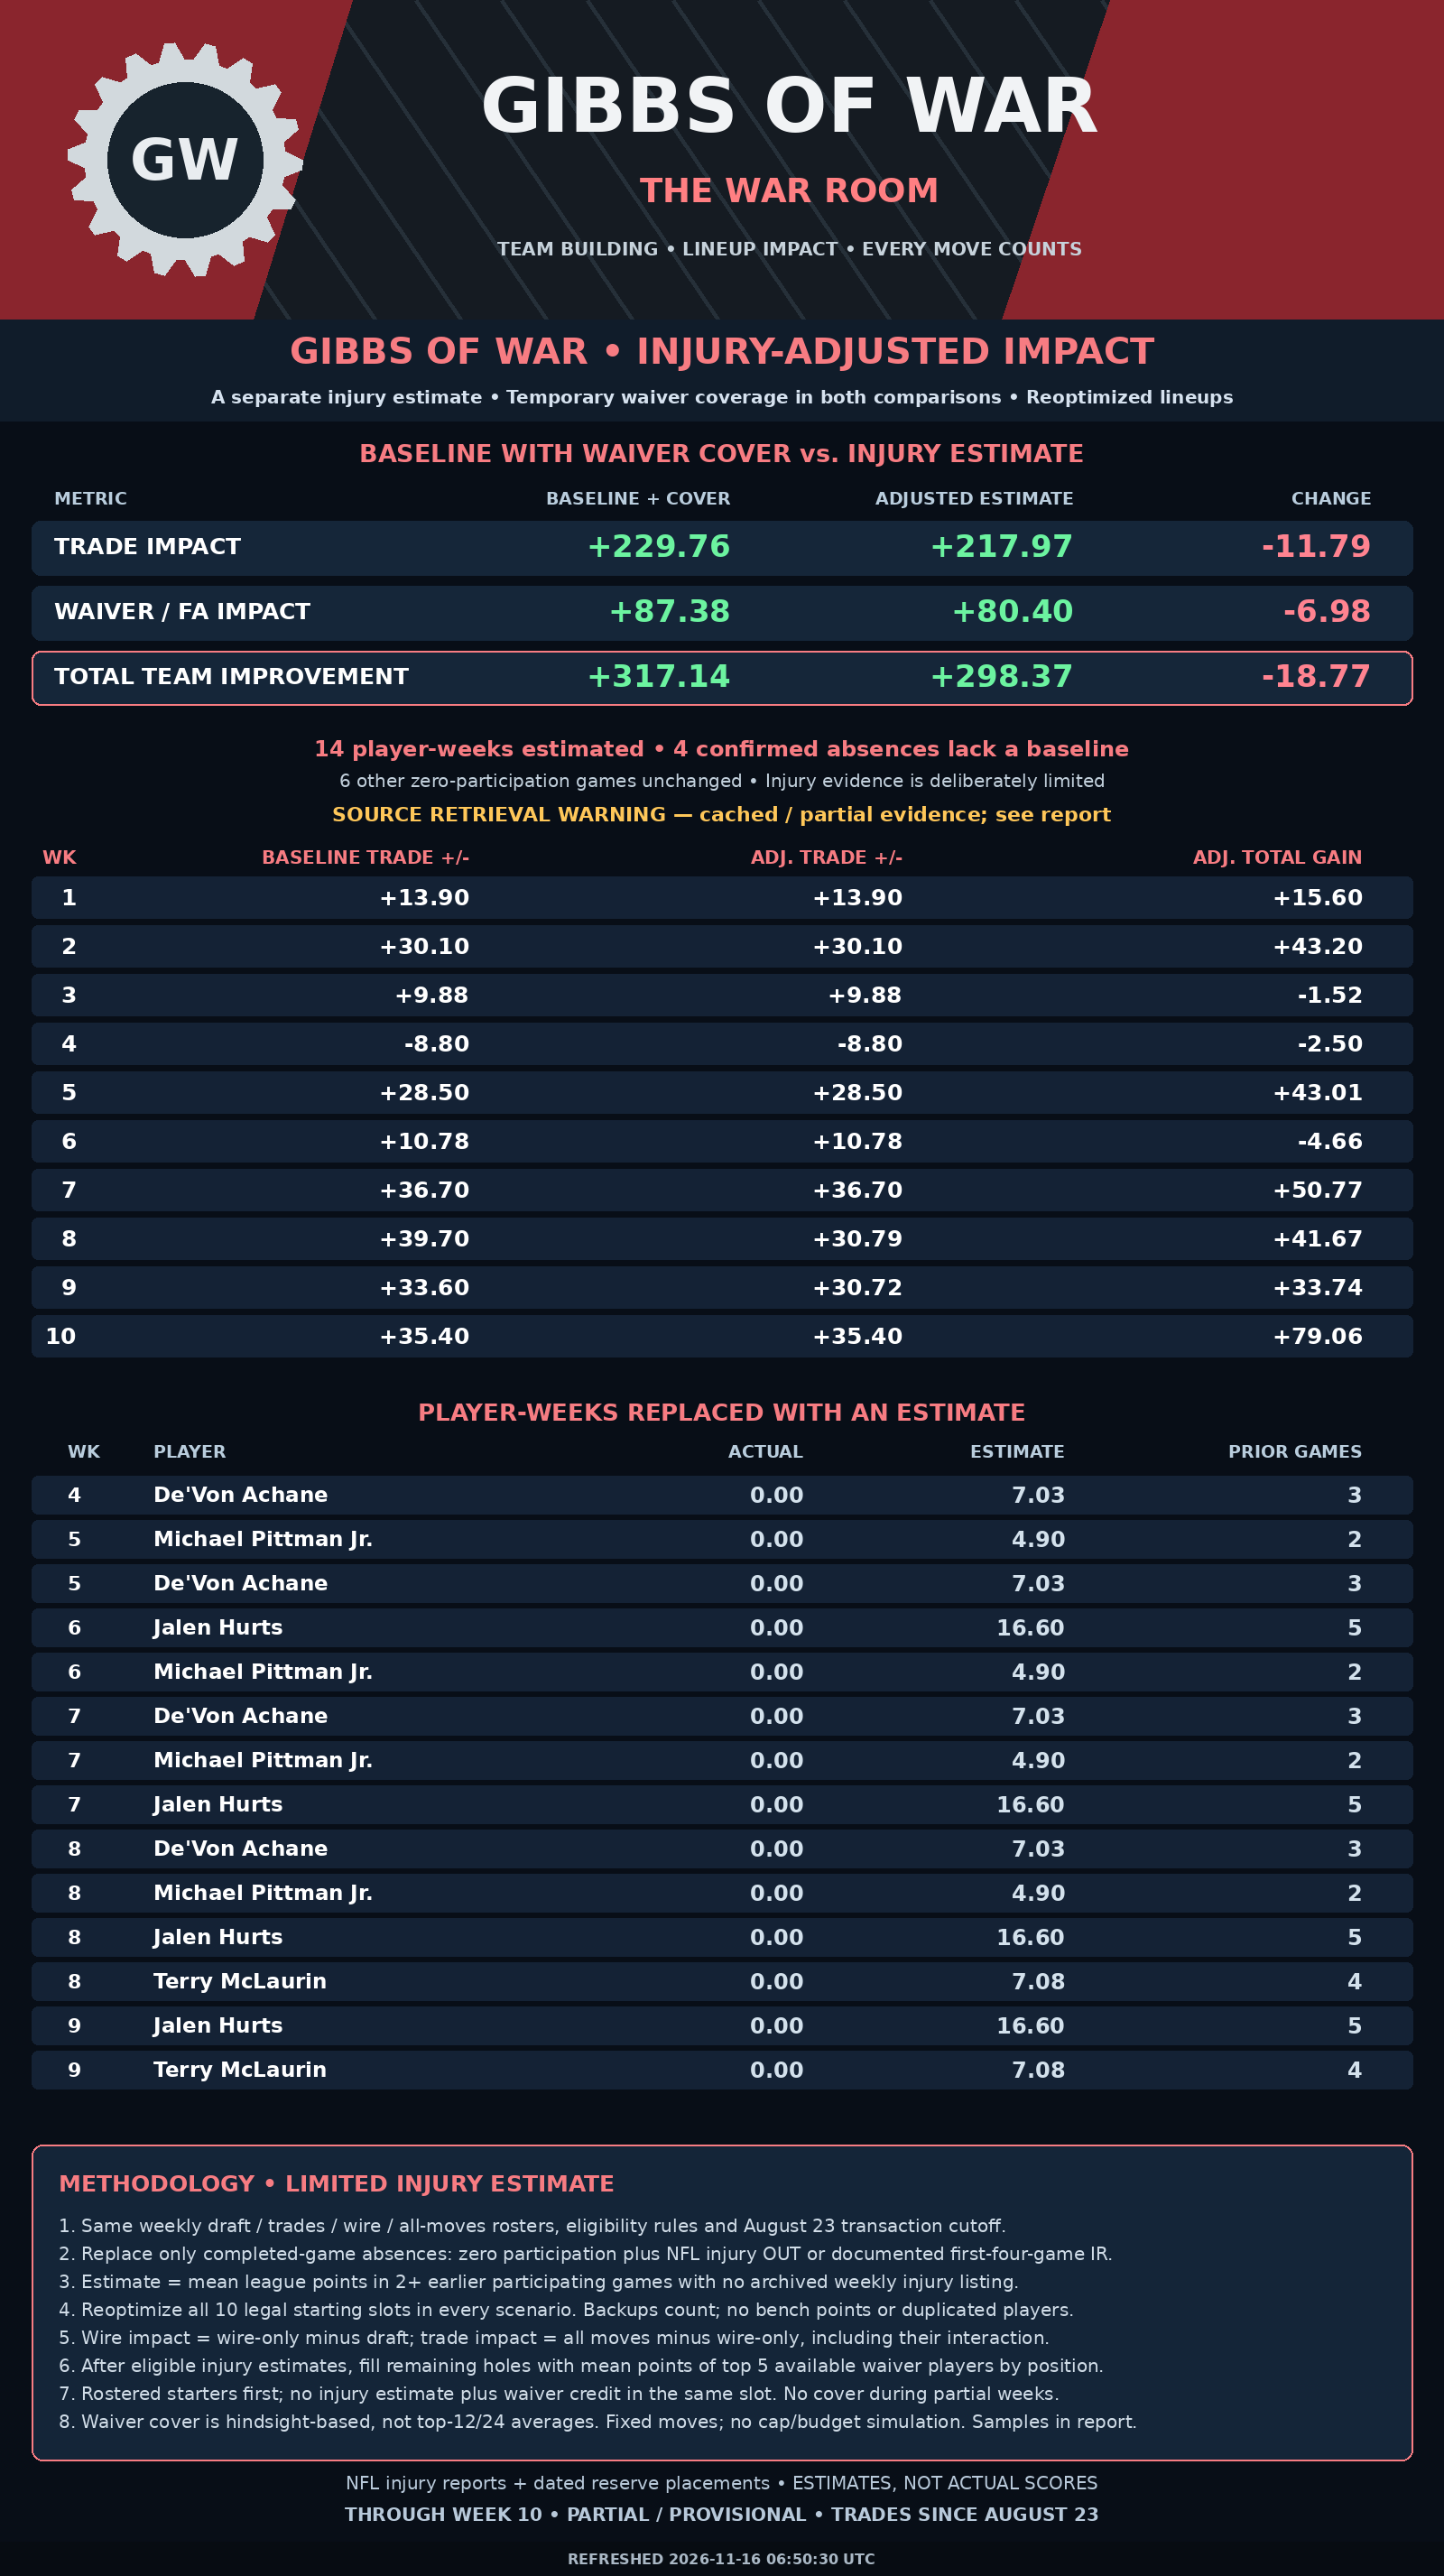 GW
GIBBS OF WAR
THE WAR ROOM
TEAM BUILDING • LINEUP IMPACT • EVERY MOVE COUNTS
GIBBS OF WAR • INJURY-ADJUSTED IMPACT
A separate injury estimate • Temporary waiver coverage in both comparisons • Reoptimized lineups
BASELINE WITH WAIVER COVER vs. INJURY ESTIMATE
METRIC BASELINE + COVER ADJUSTED ESTIMATE CHANGE
TRADE IMPACT +229.76 +217.97 -11.79
WAIVER / FA IMPACT +87.38 +80.40 -6.98
TOTAL TEAM IMPROVEMENT +317.14 +298.37 -18.77
14 player-weeks estimated • 4 confirmed absences lack a baseline
6 other zero-participation games unchanged • Injury evidence is deliberately limited
SOURCE RETRIEVAL WARNING — cached / partial evidence; see report
WK BASELINE TRADE +/- ADJ. TRADE +/- ADJ. TOTAL GAIN
1 +13.90 +13.90 +15.60
2 +30.10 +30.10 +43.20
3 +9.88 +9.88 -1.52
4 -8.80 -8.80 -2.50
5 +28.50 +28.50 +43.01
6 +10.78 +10.78 -4.66
7 +36.70 +36.70 +50.77
8 +39.70 +30.79 +41.67
9 +33.60 +30.72 +33.74
10 +35.40 +35.40 +79.06
PLAYER-WEEKS REPLACED WITH AN ESTIMATE
WK PLAYER ACTUAL ESTIMATE PRIOR GAMES
4 De'Von Achane 0.00 7.03 3
5 Michael Pittman Jr. 0.00 4.90 2
5 De'Von Achane 0.00 7.03 3
6 Jalen Hurts 0.00 16.60 5
6 Michael Pittman Jr. 0.00 4.90 2
7 De'Von Achane 0.00 7.03 3
7 Michael Pittman Jr. 0.00 4.90 2
7 Jalen Hurts 0.00 16.60 5
8 De'Von Achane 0.00 7.03 3
8 Michael Pittman Jr. 0.00 4.90 2
8 Jalen Hurts 0.00 16.60 5
8 Terry McLaurin 0.00 7.08 4
9 Jalen Hurts 0.00 16.60 5
9 Terry McLaurin 0.00 7.08 4
METHODOLOGY • LIMITED INJURY ESTIMATE
1. Same weekly draft / trades / wire / all-moves rosters, eligibility rules and August 23 transaction cutoff.
2. Replace only completed-game absences: zero participation plus NFL injury OUT or documented first-four-game IR.
3. Estimate = mean league points in 2+ earlier participating games with no archived weekly injury listing.
4. Reoptimize all 10 legal starting slots in every scenario. Backups count; no bench points or duplicated players.
5. Wire impact = wire-only minus draft; trade impact = all moves minus wire-only, including their interaction.
6. After eligible injury estimates, fill remaining holes with mean points of top 5 available waiver players by position.
7. Rostered starters first; no injury estimate plus waiver credit in the same slot. No cover during partial weeks.
8. Waiver cover is hindsight-based, not top-12/24 averages. Fixed moves; no cap/budget simulation. Samples in report.
NFL injury reports + dated reserve placements • ESTIMATES, NOT ACTUAL SCORES
THROUGH WEEK 10 • PARTIAL / PROVISIONAL • TRADES SINCE AUGUST 23
REFRESHED 2026-11-16 06:50:30 UTC